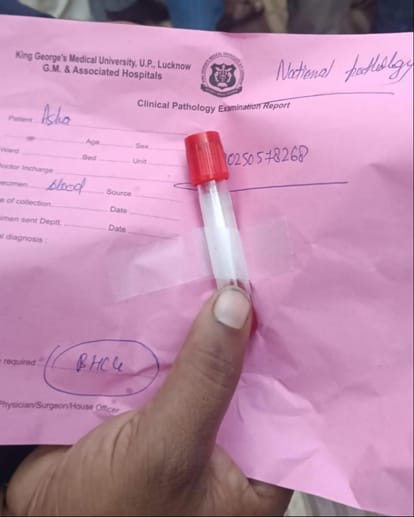 King George's Medical University, U.P., Lucknow
G.M. & Associated Hospitals
National pathology
Clinical Pathology Examination Report
Patient Asha
Age Sex
Ward Bed Unit
0250578268
Doctor Incharge
specimen blood Source
e of collection Date
imen sent Deptt. Date
al diagnosis :
required BHCG
Physician/Surgeon/House Officer